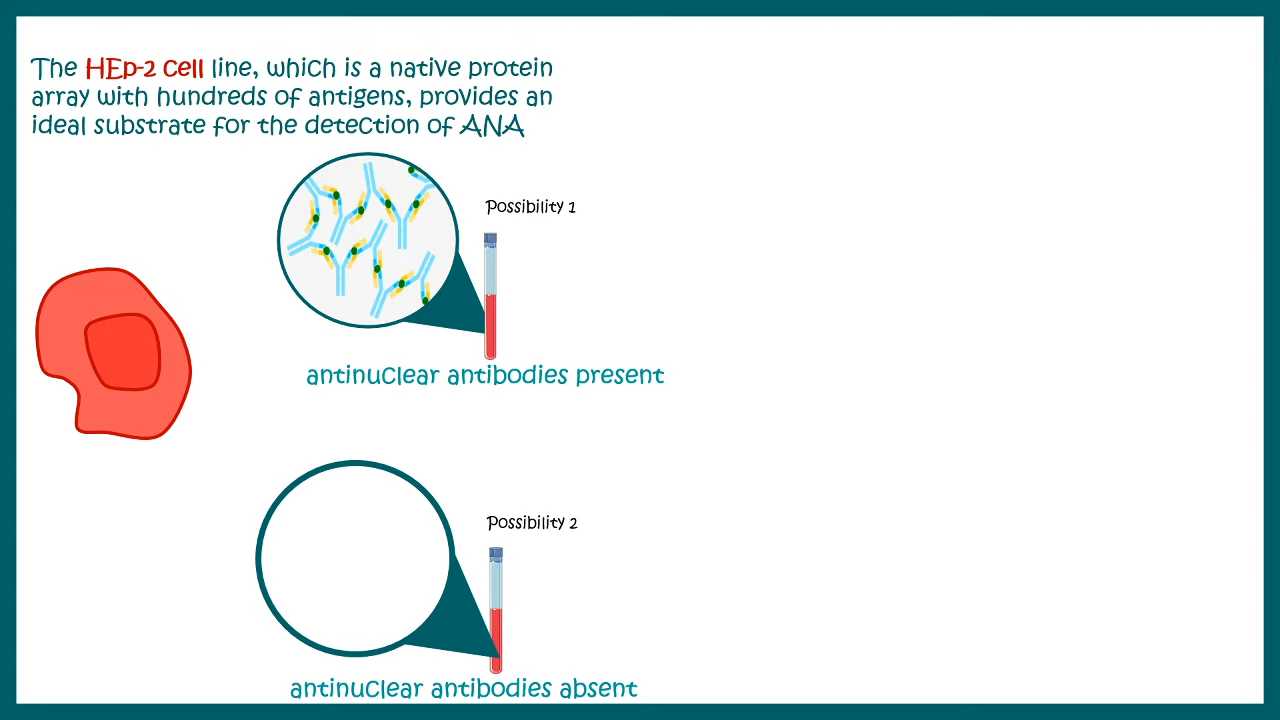 The HEp-2 cell line, which is a native protein
array with hundreds of antigens, provides an
ideal substrate for the detection of ANA
Possibility 1
antinuclear antibodies present
Possibility 2
antinuclear antibodies absent